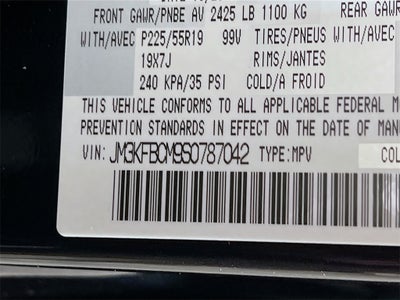 FRONT GAWR/PNBE AV 2425 LB 1100 KG REAR GAWR
WITH/AVEC P225/55R19 99V TIRES/PNEUS WITH/AVEC
19X7J RIMS/JANTES
240 KPA/35 PSI COLD/A FROID
THIS VEHICLE CONFORMS TO ALL APPLICABLE FEDERAL M
PREVENTION STANDARDS IN EFFECT ON THE DATE OF MAN
VIN: JM3KFBCM9S0787042 TYPE:MPV COL